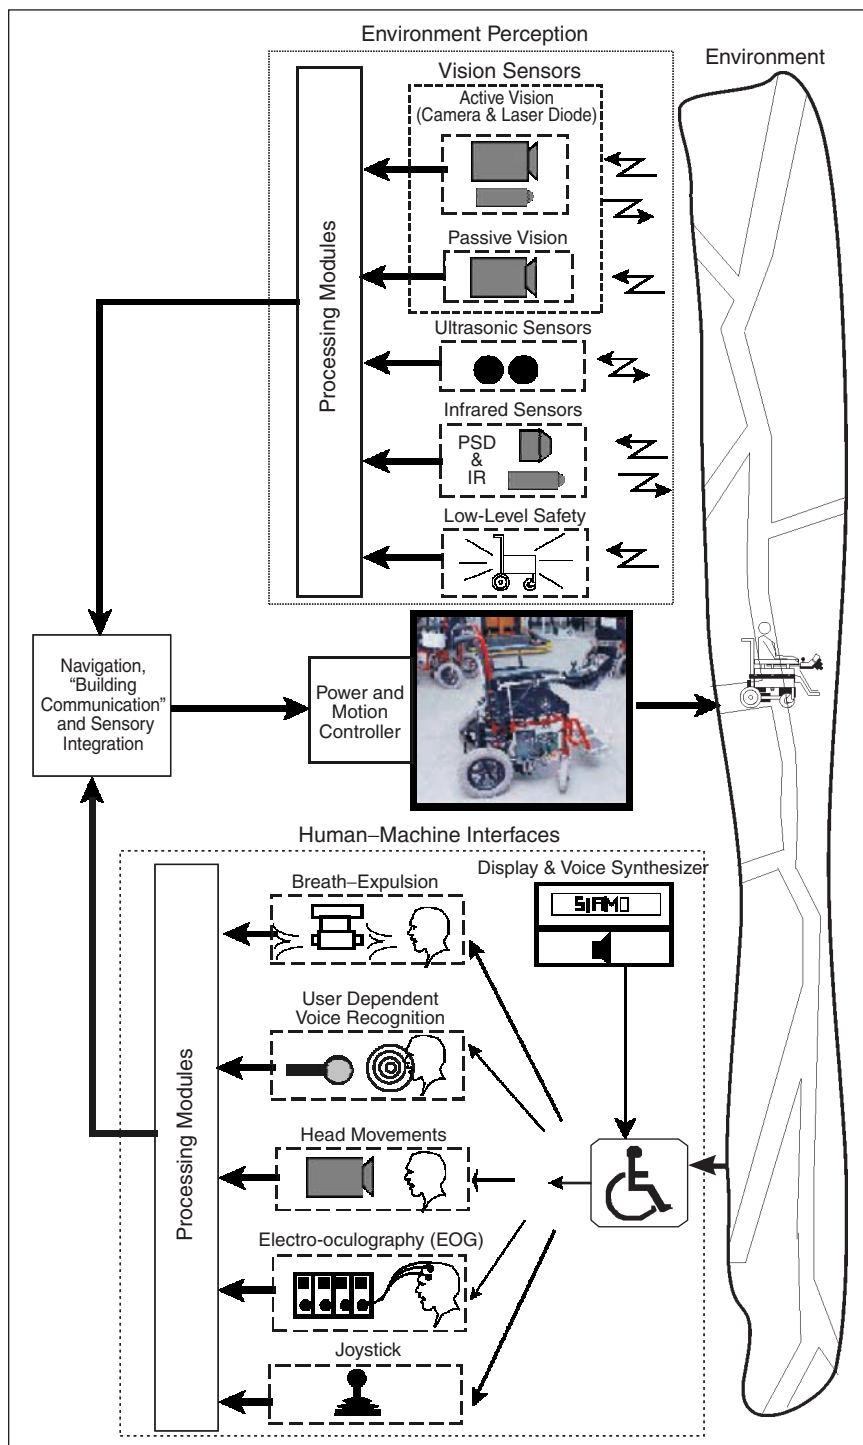 Environment Perception
Environment
Vision Sensors
Active Vision
(Camera & Laser Diode)
Passive Vision
Ultrasonic Sensors
Infrared Sensors
PSD
&
IR
Low-Level Safety
Processing Modules
Navigation,
“Building
Communication”
and Sensory
Integration
Power and
Motion
Controller
Human–Machine Interfaces
Display & Voice Synthesizer
SIAMO
Breath–Expulsion
User Dependent
Voice Recognition
Head Movements
Electro-oculography (EOG)
Joystick
Processing Modules